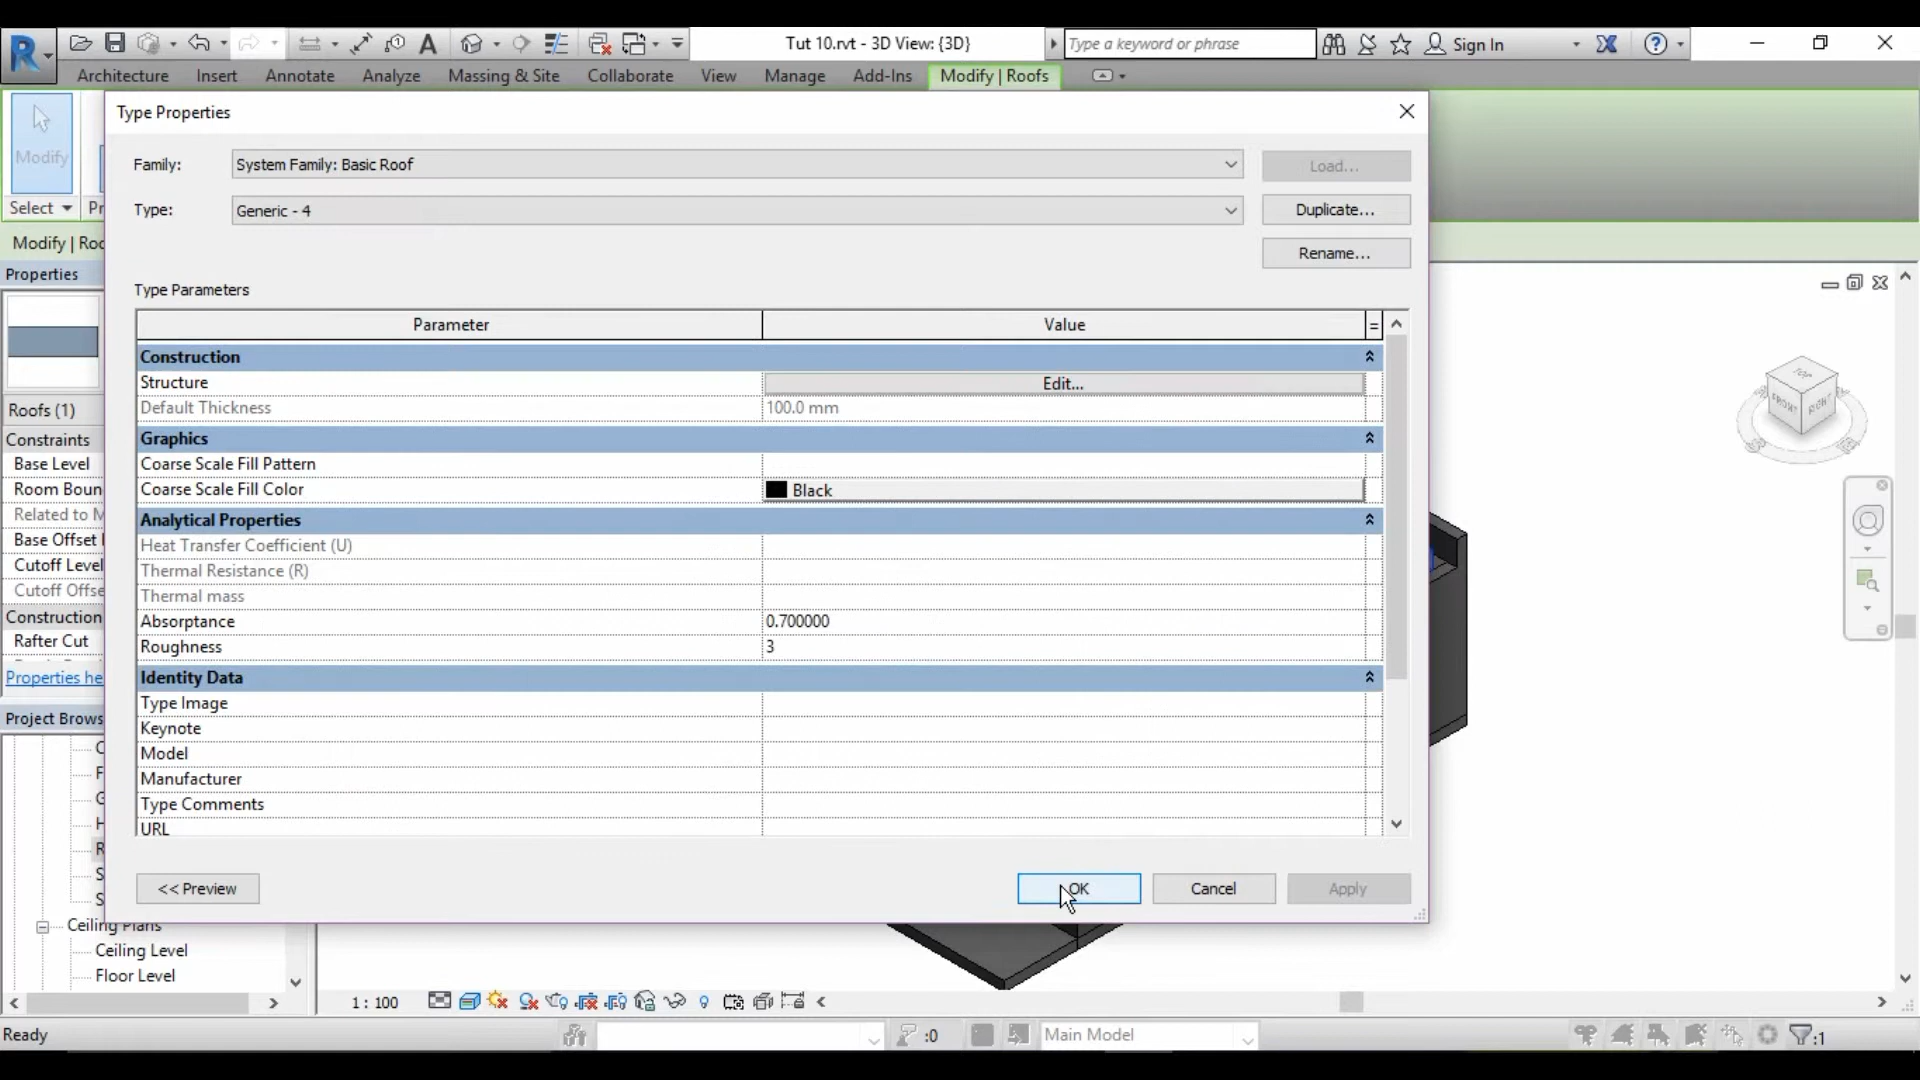 Tut 10.rvt - 3D View: {3D}
Type a keyword or phrase
Sign In
Architecture Insert Annotate Analyze Massing & Site Collaborate View Manage Add-Ins Modify | Roofs
Modify
Select
Type Properties
Family: System Family: Basic Roof Load...
Type: Generic - 4 Duplicate...
Rename...
Type Parameters
Parameter Value =
Construction
Structure Edit...
Default Thickness 100.0 mm
Graphics
Coarse Scale Fill Pattern
Coarse Scale Fill Color Black
Analytical Properties
Heat Transfer Coefficient (U)
Thermal Resistance (R)
Thermal mass
Absorptance 0.700000
Roughness 3
Identity Data
Type Image
Keynote
Model
Manufacturer
Type Comments
URL
<< Preview OK Cancel Apply
Modify | Roo
Properties
Roofs (1)
Constraints
Base Level
Room Boun
Related to M
Base Offset
Cutoff Level
Cutoff Offse
Construction
Rafter Cut
Properties he
Project Brows
Ceiling Plans
Ceiling Level
Floor Level
TOP
FRONT RIGHT
1 : 100
Ready :0 Main Model :1